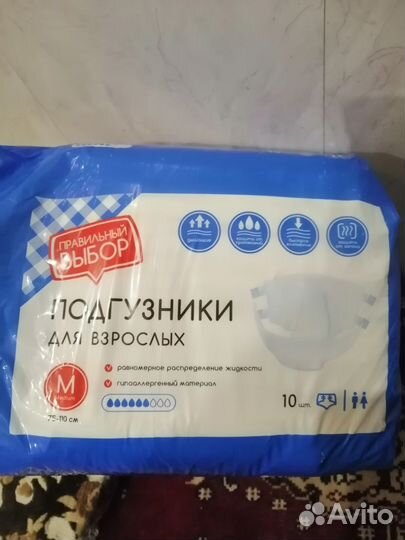 ПРАВИЛЬНЫЙ
ВЫБОР
ПОДГУЗНИКИ
ДЛЯ ВЗРОСЛЫХ
равномерное распределение жидкости
гипоаллергенный материал
M
75-110 см
10 шт.
Avito